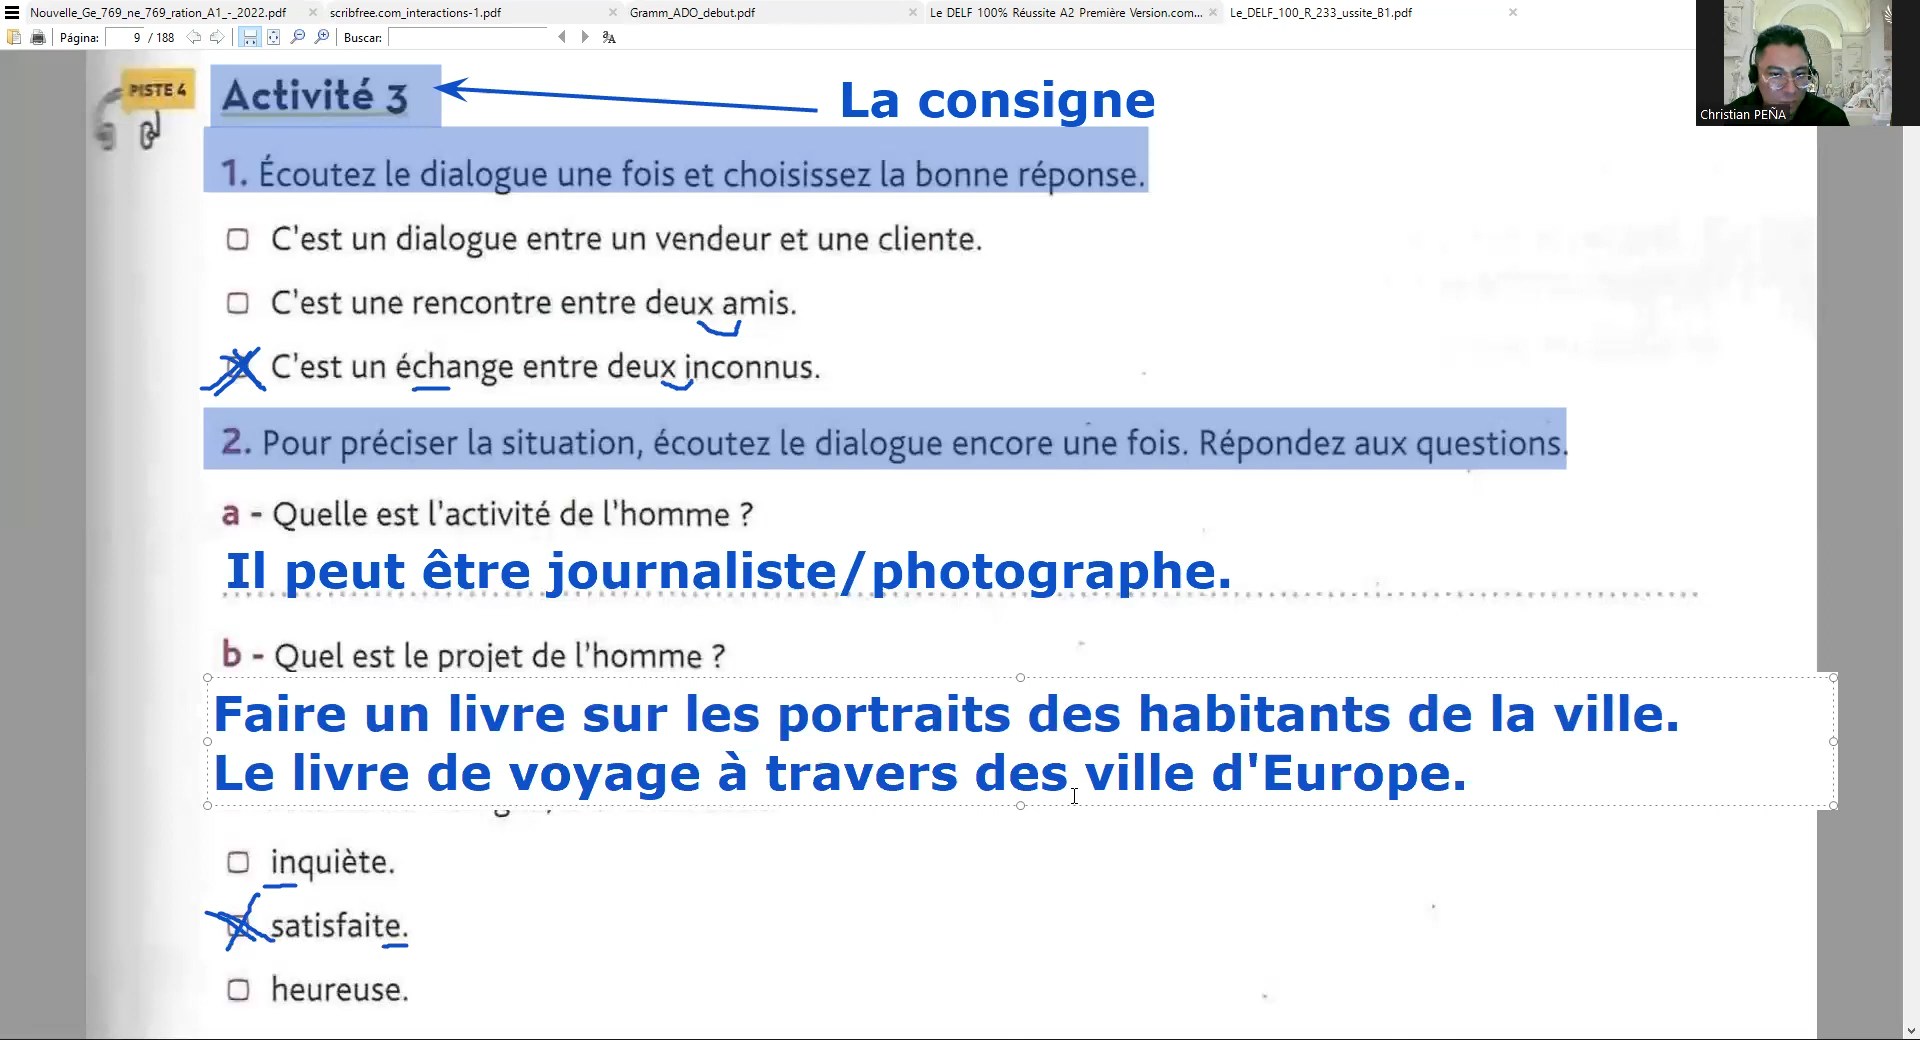 Nouvelle_Ge_769_ne_769_ration_A1_-_2022.pdf scribfree.com_interactions-1.pdf Gramm_ADO_debut.pdf Le DELF 100% Réussite A2 Première Version.com... Le_DELF_100_R_233_ussite_B1.pdf
Página: 9 / 188 Buscar:
Christian PEÑA
PISTE 4 Activité 3 La consigne
1. Écoutez le dialogue une fois et choisissez la bonne réponse.
C'est un dialogue entre un vendeur et une cliente.
C'est une rencontre entre deux amis.
C'est un échange entre deux inconnus.
2. Pour préciser la situation, écoutez le dialogue encore une fois. Répondez aux questions.
a - Quelle est l'activité de l'homme ?
Il peut être journaliste/photographe.
b - Quel est le projet de l'homme ?
Faire un livre sur les portraits des habitants de la ville.
Le livre de voyage à travers des ville d'Europe.
inquiète.
satisfaite.
heureuse.